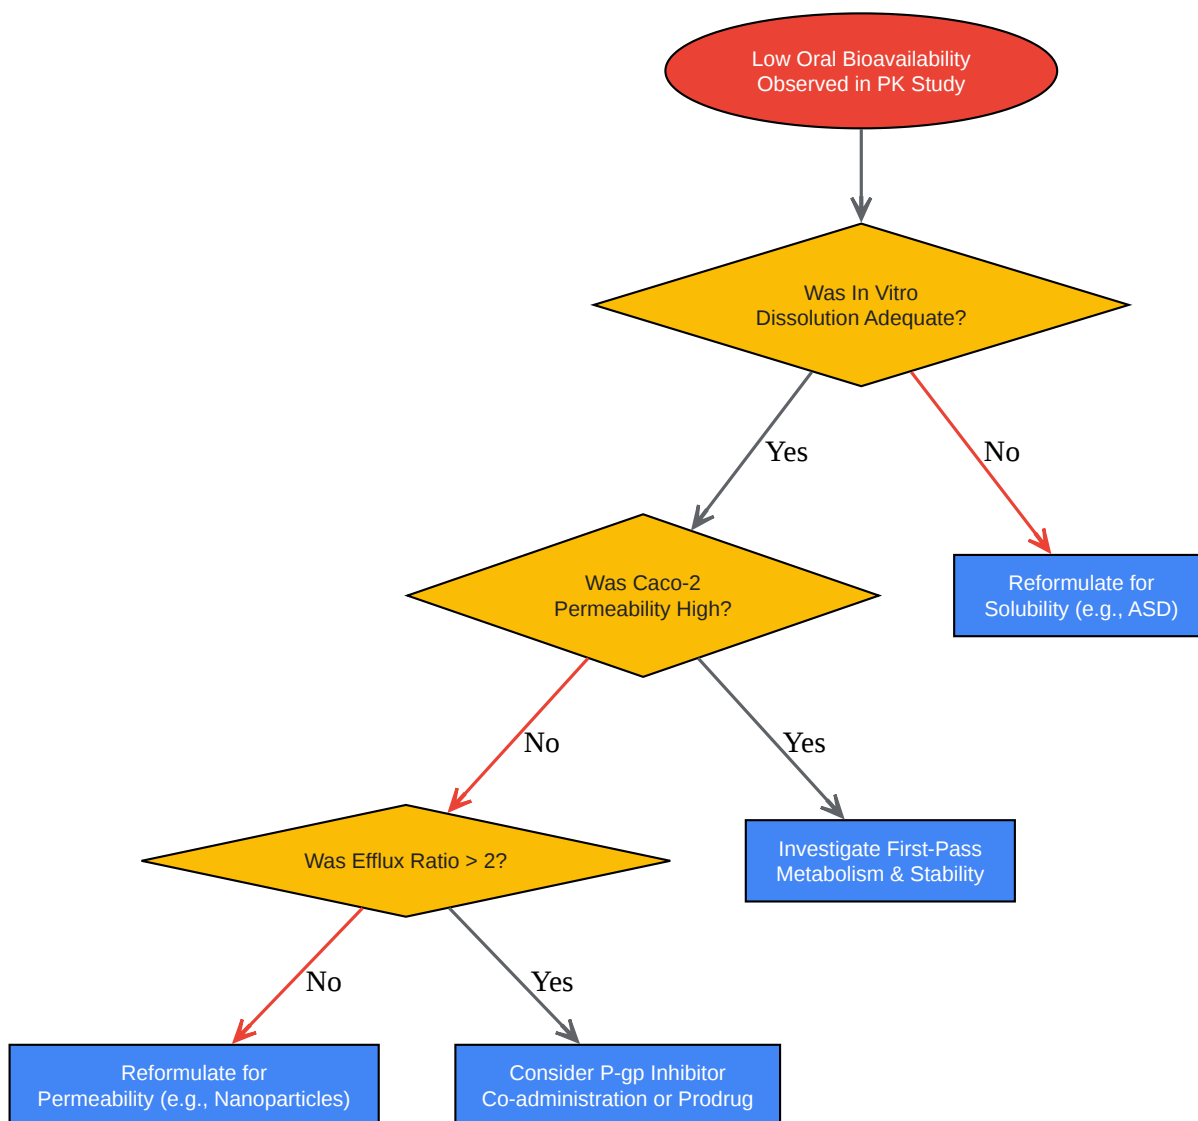 Low Oral Bioavailability
Observed in PK Study
Was In Vitro
Dissolution Adequate?
Yes
No
Was Caco-2
Permeability High?
Reformulate for
Solubility (e.g., ASD)
No
Yes
Was Efflux Ratio > 2?
Investigate First-Pass
Metabolism & Stability
No
Yes
Reformulate for
Permeability (e.g., Nanoparticles)
Consider P-gp Inhibitor
Co-administration or Prodrug